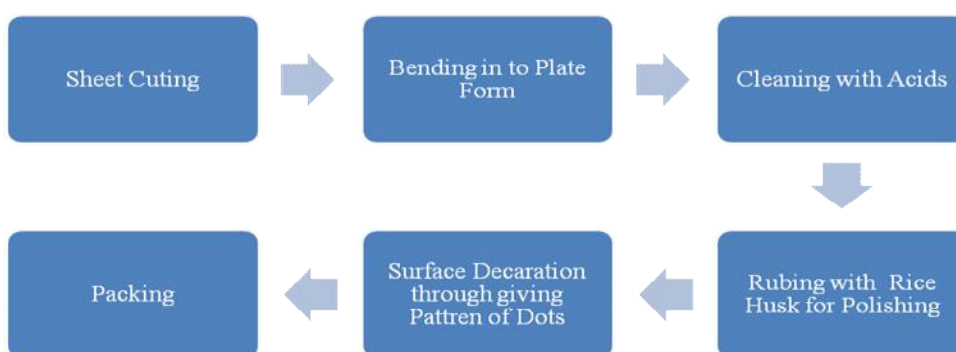 Sheet Cuting
Bending in to Plate
Form
Cleaning with Acids
Rubing with  Rice
Husk for Polishing
Surface Decaration
through giving
Pattren of Dots
Packing